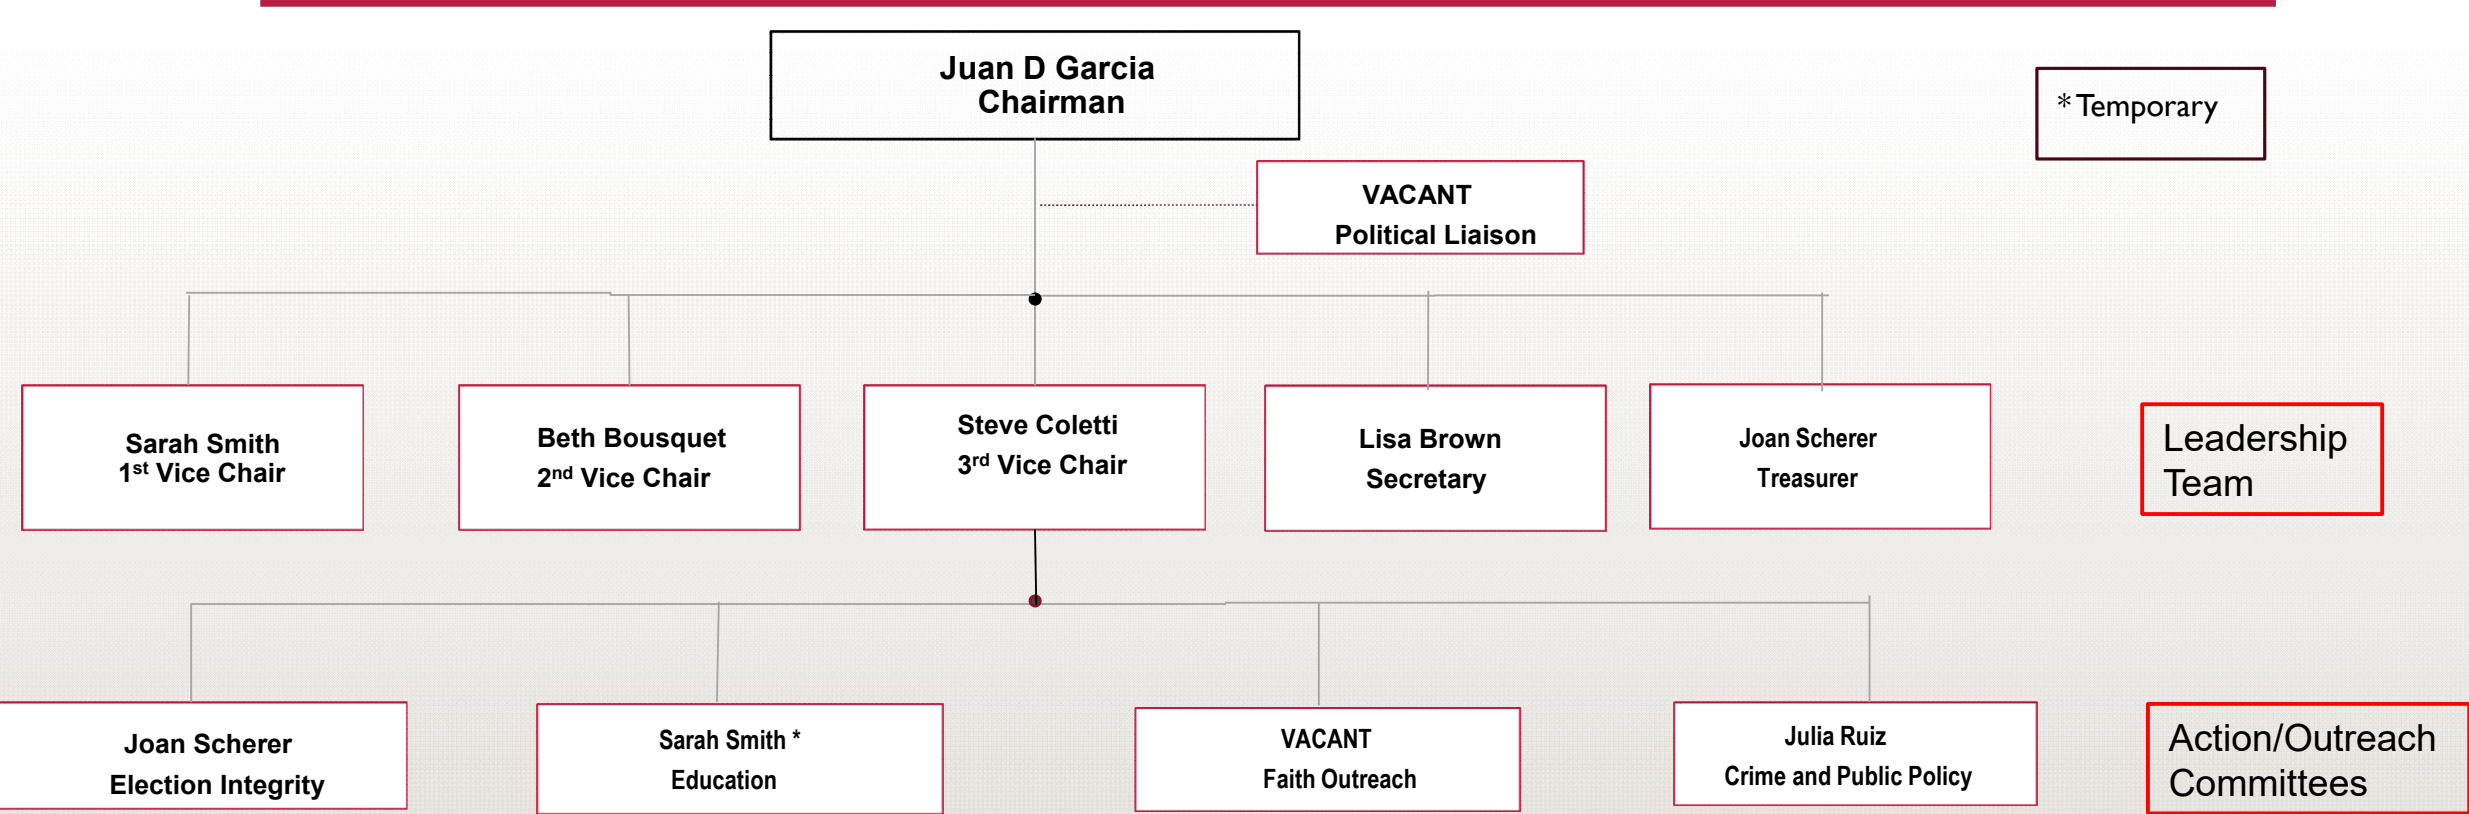 Juan D Garcia
Chairman
* Temporary
VACANT
Political Liaison
Sarah Smith
1st Vice Chair
Beth Bousquet
2nd Vice Chair
Steve Coletti
3rd Vice Chair
Lisa Brown
Secretary
Joan Scherer
Treasurer
Leadership
Team
Joan Scherer
Election Integrity
Sarah Smith *
Education
VACANT
Faith Outreach
Julia Ruiz
Crime and Public Policy
Action/Outreach
Committees